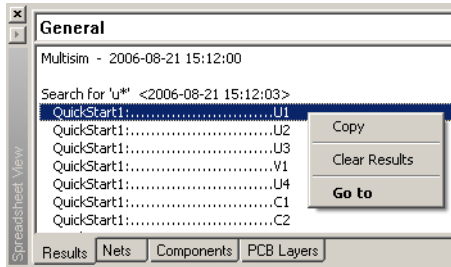 General
Multisim - 2006-08-21 15:12:00
Search for 'u*' <2006-08-21 15:12:03>
QuickStart1:............................U1
QuickStart1:............................U2
QuickStart1:............................U3
QuickStart1:............................V1
QuickStart1:............................U4
QuickStart1:............................C1
QuickStart1:............................C2
Copy
Clear Results
Go to
Results Nets Components PCB Layers
Spreadsheet View